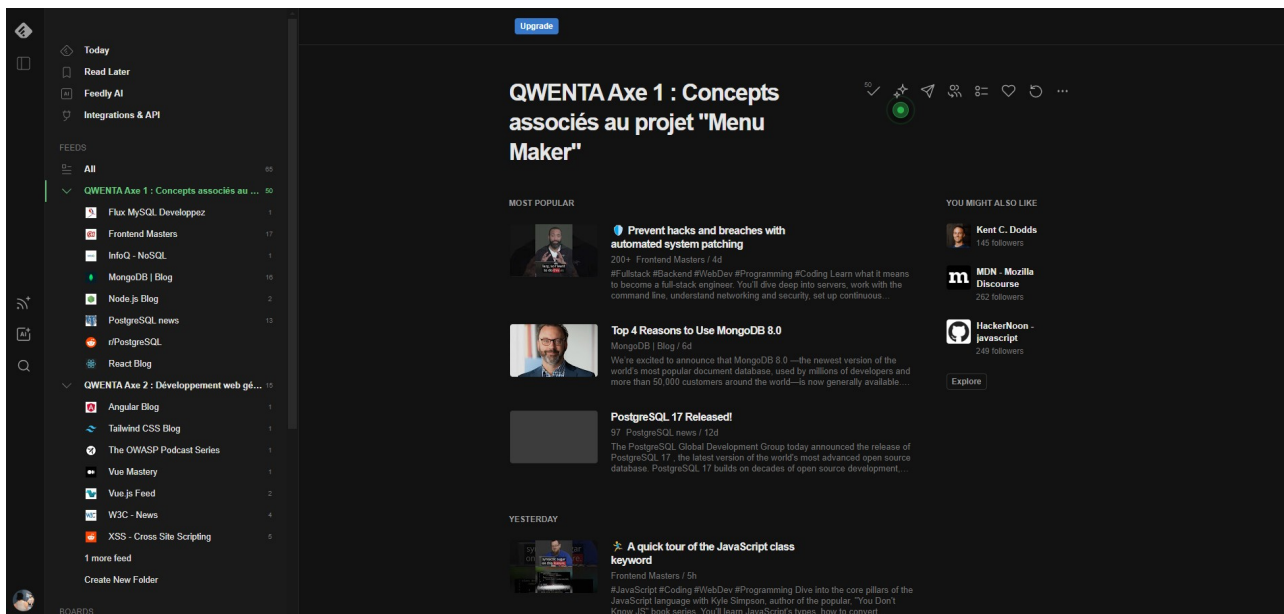 Upgrade
Today
Read Later
AI
Feedly AI
Integrations & API
FEEDS
All 65
QWENTA Axe 1 : Concepts associés au ... 50
Flux MySQL Developpez 1
Frontend Masters 17
InfoQ - NoSQL 1
MongoDB | Blog 16
Node.js Blog 2
PostgreSQL news 13
r/PostgreSQL
React Blog
QWENTA Axe 2 : Développement web gé... 15
Angular Blog 1
Tailwind CSS Blog 1
The OWASP Podcast Series 1
Vue Mastery 1
Vue.js Feed 2
W3C - News 4
XSS - Cross Site Scripting 5
1 more feed
Create New Folder
BOARDS
QWENTA Axe 1 : Concepts
associés au projet "Menu
Maker"
50
MOST POPULAR
Prevent hacks and breaches with
automated system patching
200+ Frontend Masters / 4d
#Fullstack #Backend #WebDev #Programming #Coding Learn what it means
to become a full-stack engineer. You'll dive deep into servers, work with the
command line, understand networking and security, set up continuous…
Top 4 Reasons to Use MongoDB 8.0
MongoDB | Blog / 6d
We're excited to announce that MongoDB 8.0 —the newest version of the
world's most popular document database, used by millions of developers and
more than 50,000 customers around the world—is now generally available.…
PostgreSQL 17 Released!
97 PostgreSQL news / 12d
The PostgreSQL Global Development Group today announced the release of
PostgreSQL 17 , the latest version of the world's most advanced open source
database. PostgreSQL 17 builds on decades of open source development,…
YESTERDAY
A quick tour of the JavaScript class
keyword
Frontend Masters / 5h
#JavaScript #Coding #WebDev #Programming Dive into the core pillars of the
JavaScript language with Kyle Simpson, author of the popular, "You Don't
Know JS" book series. You'll learn JavaScript's types, how to convert
YOU MIGHT ALSO LIKE
Kent C. Dodds
145 followers
m
MDN - Mozilla
Discourse
262 followers
HackerNoon -
javascript
249 followers
Explore